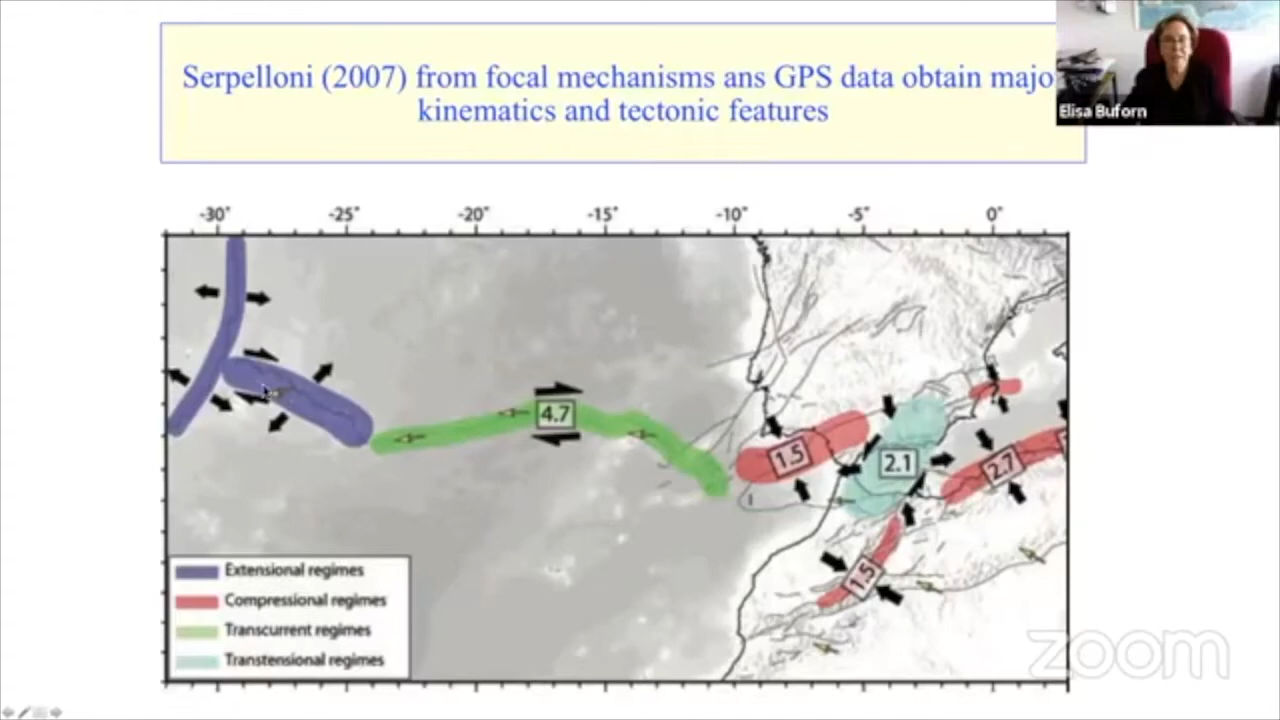 Serpelloni (2007) from focal mechanisms ans GPS data obtain majo
kinematics and tectonic features
Elisa Buforn
-30° -25° -20° -15° -10° -5° 0°
4.7
1.5
2.1
2.7
1.5
Extensional regimes
Compressional regimes
Transcurrent regimes
Transtensional regimes
zoom